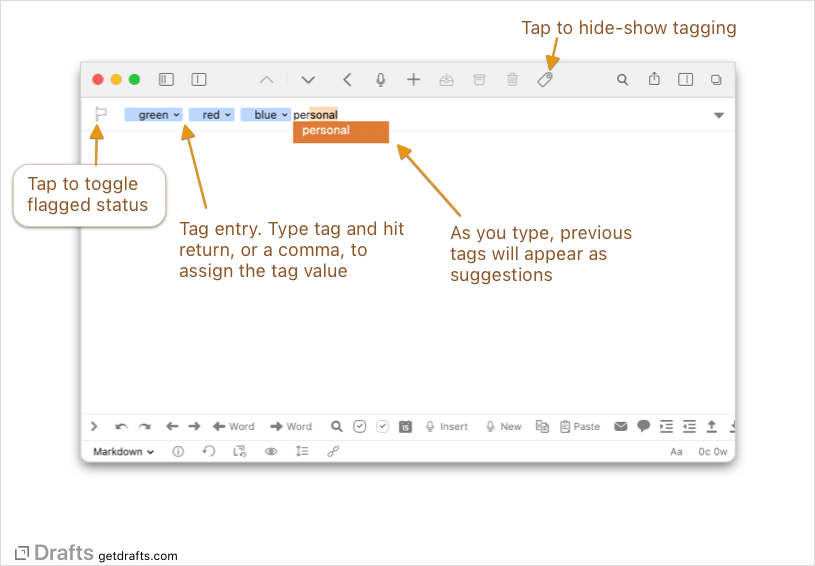 Tap to hide-show tagging
green red blue personal
personal
Tap to toggle
flagged status
Tag entry. Type tag and hit
return, or a comma, to
assign the tag value
As you type, previous
tags will appear as
suggestions
Word Word 15 Insert New Paste
Markdown Aa 0c 0w
Drafts getdrafts.com